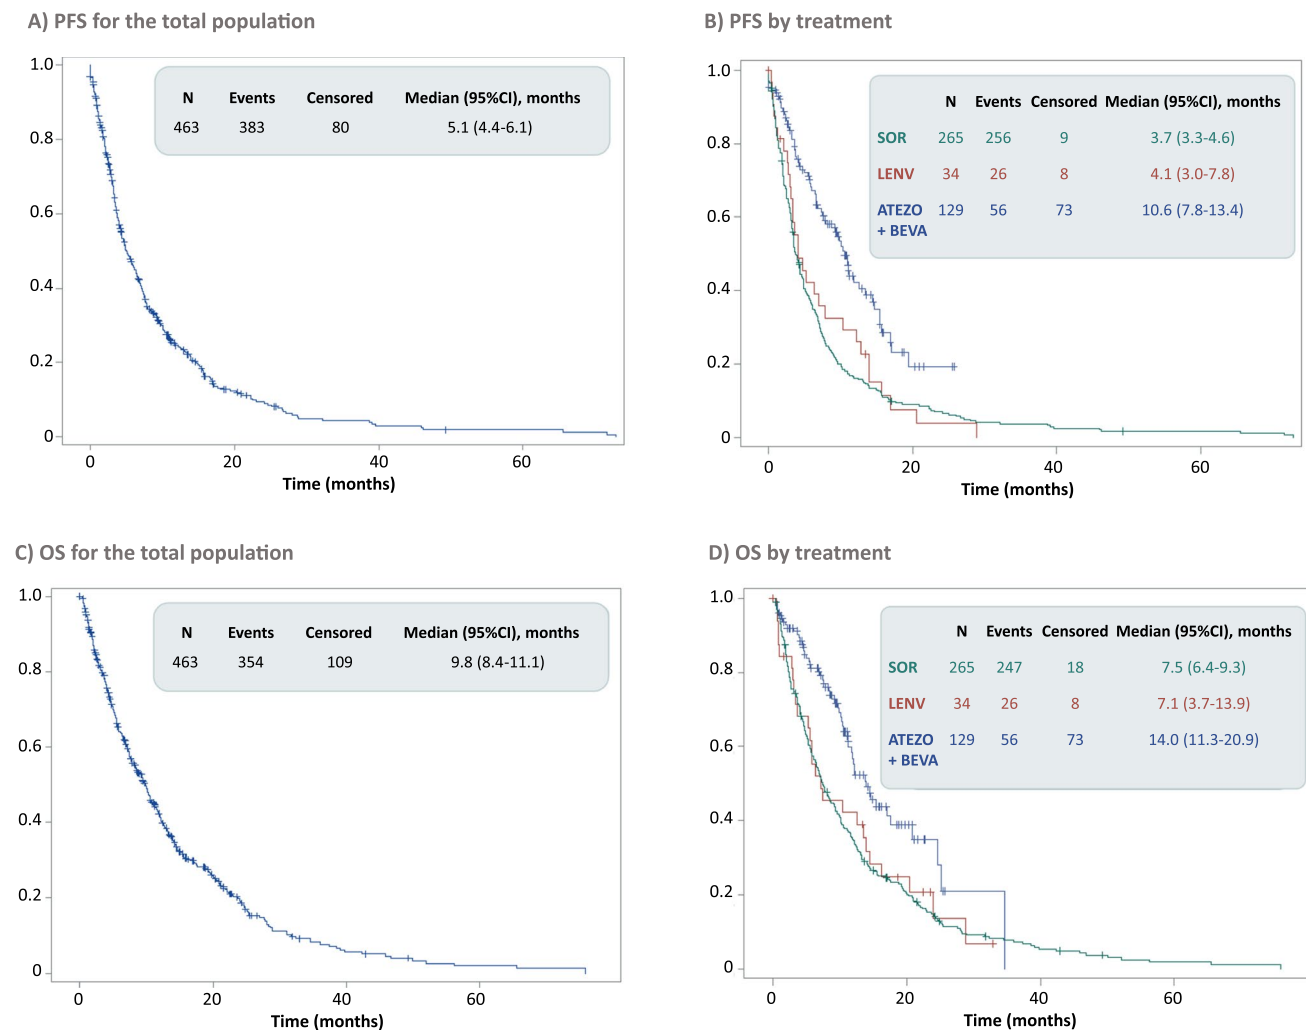 A) PFS for the total population
1.0
0.8
0.6
0.4
0.2
0
N Events Censored Median (95%CI), months
463 383 80 5.1 (4.4-6.1)
0 20 40 60
Time (months)
B) PFS by treatment
1.0
0.8
0.6
0.4
0.2
0
N Events Censored Median (95%CI), months
SOR 265 256 9 3.7 (3.3-4.6)
LENV 34 26 8 4.1 (3.0-7.8)
ATEZO 129 56 73 10.6 (7.8-13.4)
+ BEVA
0 20 40 60
Time (months)
C) OS for the total population
1.0
0.8
0.6
0.4
0.2
0
N Events Censored Median (95%CI), months
463 354 109 9.8 (8.4-11.1)
0 20 40 60
Time (months)
D) OS by treatment
1.0
0.8
0.6
0.4
0.2
0
N Events Censored Median (95%CI), months
SOR 265 247 18 7.5 (6.4-9.3)
LENV 34 26 8 7.1 (3.7-13.9)
ATEZO 129 56 73 14.0 (11.3-20.9)
+ BEVA
0 20 40 60
Time (months)